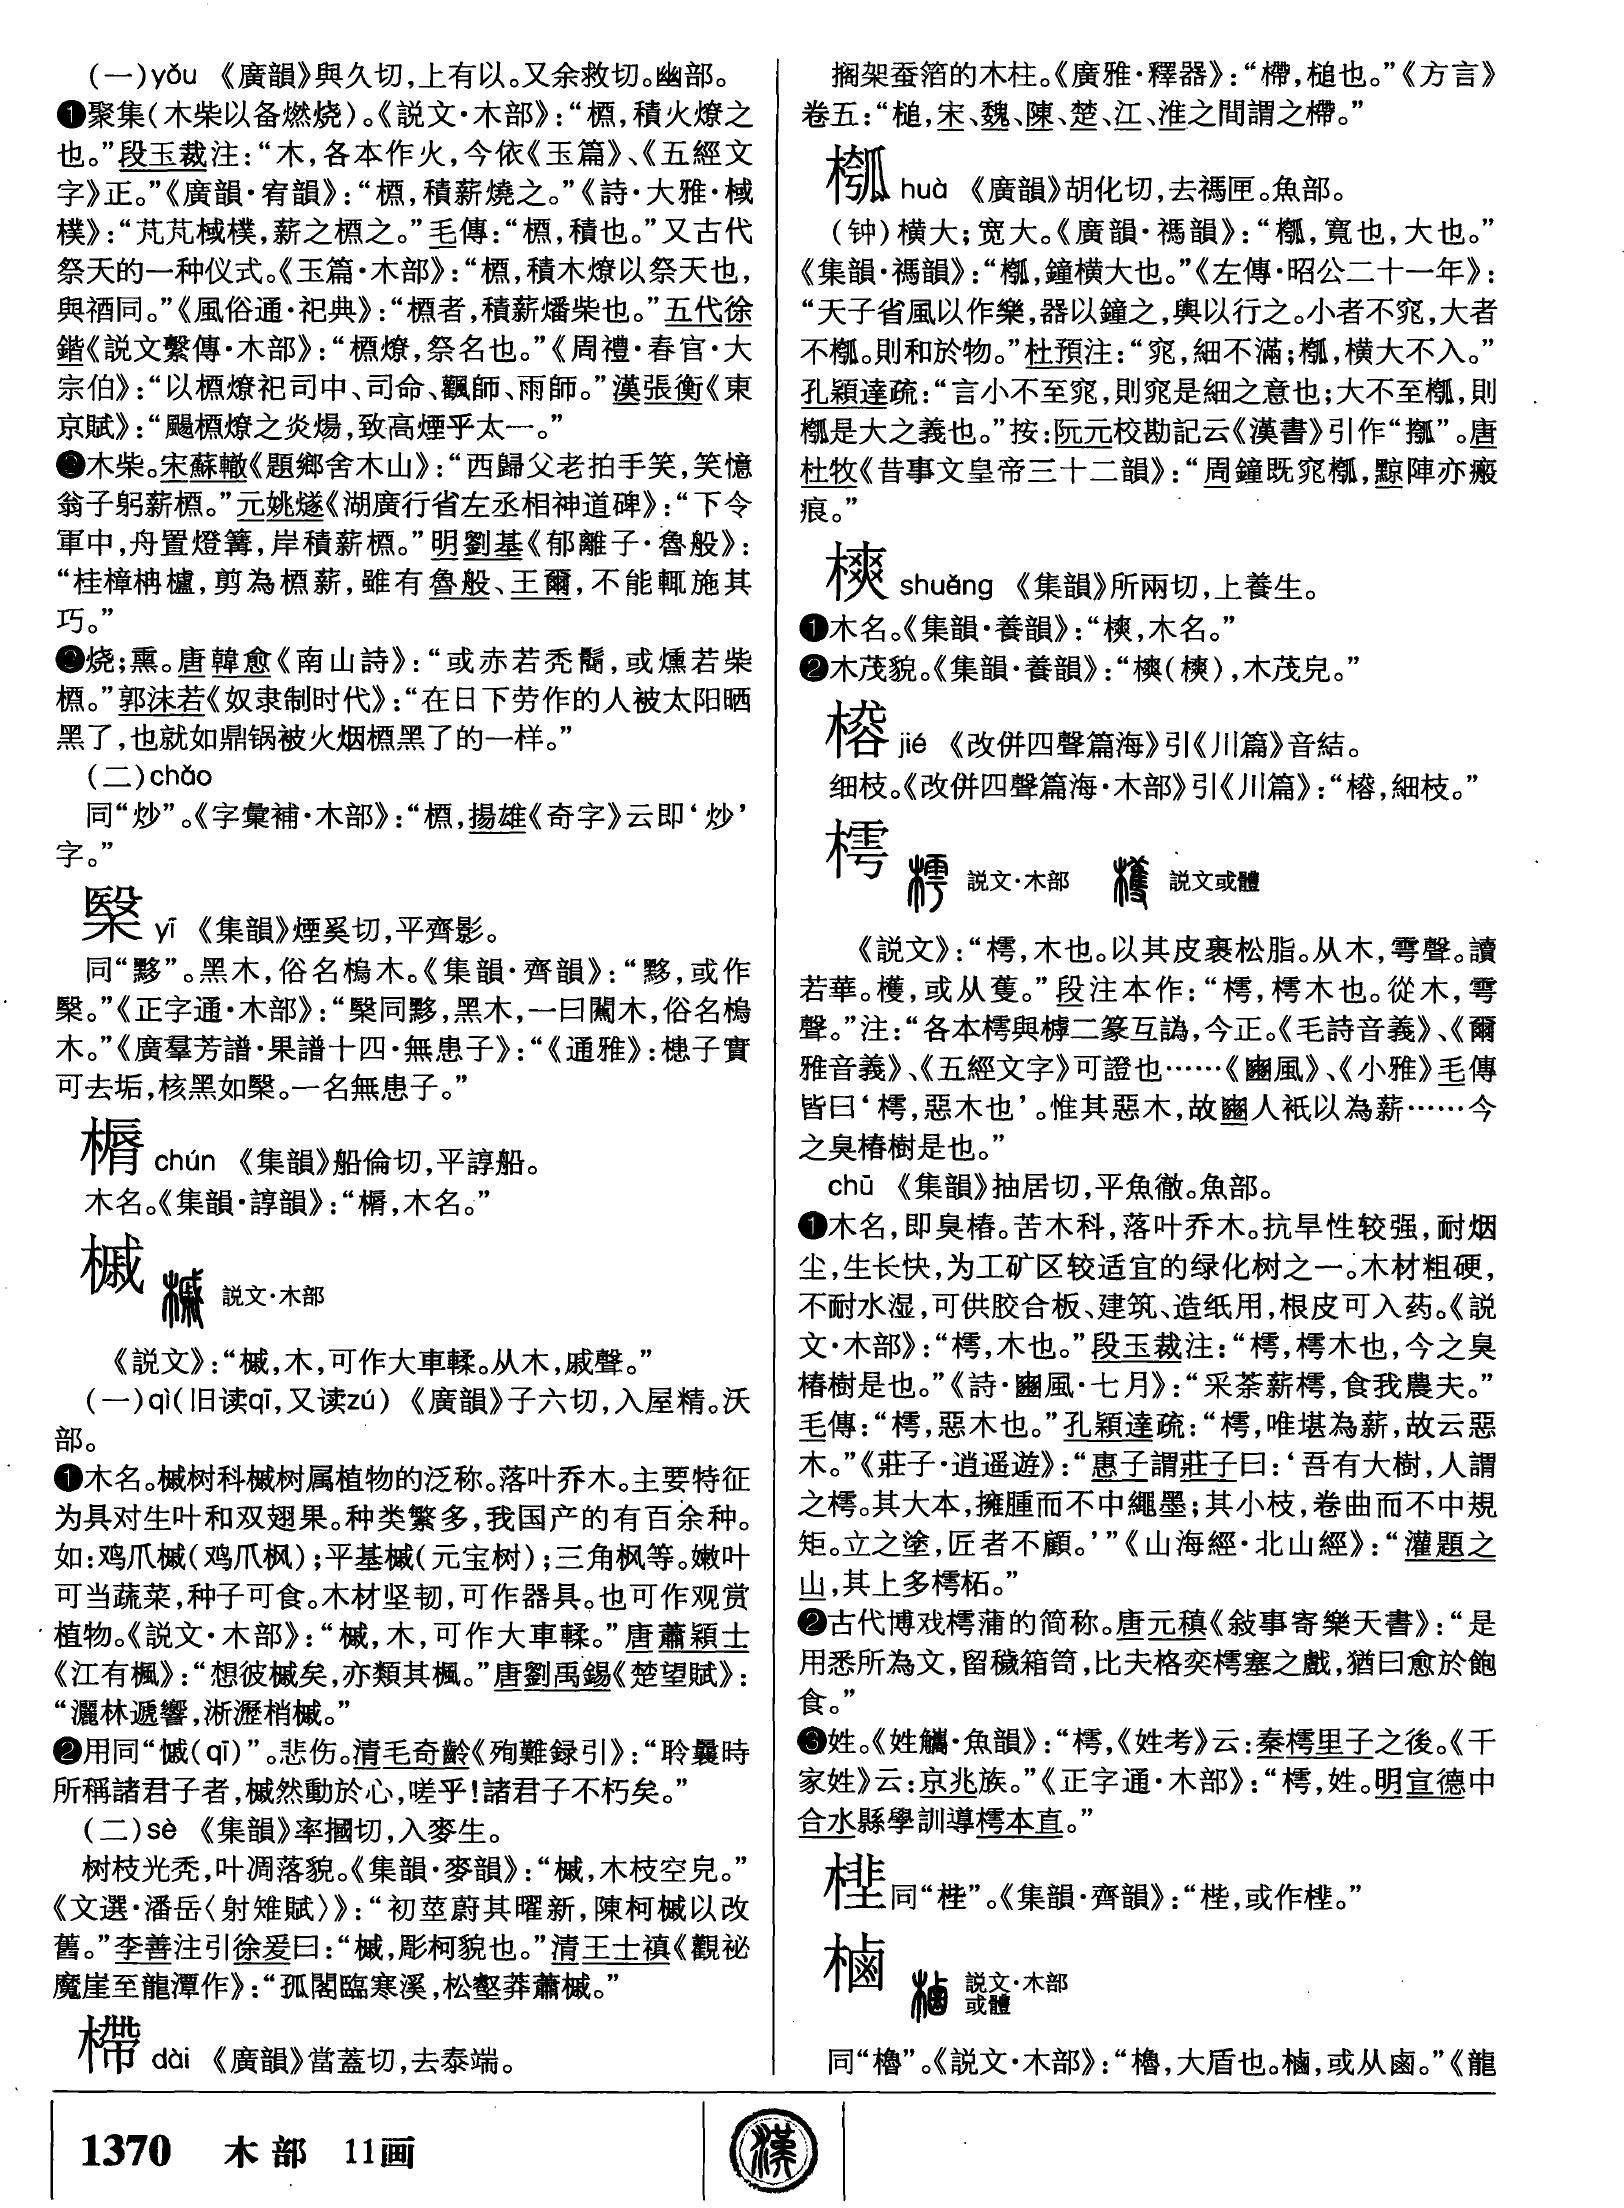 (一)yǒu 《廣韻》與久切,上有以。又余救切。幽部。
❶聚集(木柴以备燃烧)。《説文·木部》:“槱,積火燎之
也。”段玉裁注:“木,各本作火,今依《玉篇》、《五經文
字》正。”《廣韻·宥韻》:“槱,積薪燒之。”《詩·大雅·棫
樸》:“芃芃棫樸,薪之槱之。”毛傳:“槱,積也。”又古代
祭天的一种仪式。《玉篇·木部》:“槱,積木燎以祭天也,
與禉同。”《風俗通·祀典》:“槱者,積薪燔柴也。”五代徐
鍇《説文繫傳·木部》:“槱燎,祭名也。”《周禮·春官·大
宗伯》:“以槱燎祀司中、司命、飌師、雨師。”漢張衡《東
京賦》:“颺槱燎之炎煬,致高煙乎太一。”
❷木柴。宋蘇轍《題鄉舍木山》:“西歸父老拍手笑,笑憶
翁子躬薪槱。”元姚燧《湖廣行省左丞相神道碑》:“下令
軍中,舟置燈篝,岸積薪槱。”明劉基《郁離子·魯般》:
“桂樟柟櫨,剪為槱薪,雖有魯般、王爾,不能輒施其
巧。”
❸烧;熏。唐韓愈《南山詩》:“或赤若禿鬝,或燻若柴
槱。”郭沫若《奴隶制时代》:“在日下劳作的人被太阳晒
黑了,也就如鼎锅被火烟槱黑了的一样。”
(二)chǎo
同“炒”。《字彙補·木部》:“槱,揚雄《奇字》云即‘炒’
字。”
檕 yī 《集韻》煙奚切,平齊影。
同“黟”。黑木,俗名樢木。《集韻·齊韻》:“黟,或作
𣘦。”《正字通·木部》:“𣘦同黟,黑木,一曰闍木,俗名樢
木。”《廣羣芳譜·果譜十四·無患子》:“《通雅》:槵子實
可去垢,核黑如𣘦。一名無患子。”
𣘒 chún 《集韻》船倫切,平諄船。
木名。《集韻·諄韻》:“𣘒,木名。”
槭 説文·木部
《説文》:“槭,木,可作大車輮。从木,戚聲。”
(一)qì(旧读qī,又读zú) 《廣韻》子六切,入屋精。沃
部。
❶木名。槭树科槭树属植物的泛称。落叶乔木。主要特征
为具对生叶和双翅果。种类繁多,我国产的有百余种。
如:鸡爪槭(鸡爪枫);平基槭(元宝树);三角枫等。嫩叶
可当蔬菜,种子可食。木材坚韧,可作器具。也可作观赏
植物。《説文·木部》:“槭,木,可作大車輮。”唐蕭穎士
《江有楓》:“想彼槭矣,亦類其楓。”唐劉禹錫《楚望賦》:
“灑林遞響,淅瀝梢槭。”
❷用同“慽(qī)”。悲伤。清毛奇齡《殉難録引》:“聆曩時
所稱諸君子者,槭然動於心,嗟乎!諸君子不朽矣。”
(二)sè 《集韻》率摑切,入麥生。
树枝光秃,叶凋落貌。《集韻·麥韻》:“槭,木枝空皃。”
《文選·潘岳〈射雉賦〉》:“初莖蔚其曜新,陳柯槭以改
舊。”李善注引徐爰曰:“槭,彫柯貌也。”清王士禛《觀祕
魔崖至龍潭作》:“孤閣臨寒溪,松壑莽蕭槭。”
㯂 dài 《廣韻》當蓋切,去泰端。
搁架蚕箔的木柱。《廣雅·釋器》:“㯂,槌也。”《方言》
卷五:“槌,宋、魏、陳、楚、江、淮之間謂之㯂。”
槬 huà 《廣韻》胡化切,去禡匣。魚部。
(钟)横大;宽大。《廣韻·禡韻》:“槬,寬也,大也。”
《集韻·禡韻》:“槬,鐘横大也。”《左傳·昭公二十一年》:
“天子省風以作樂,器以鐘之,輿以行之。小者不窕,大者
不槬。則和於物。”杜預注:“窕,細不滿;槬,横大不入。”
孔穎達疏:“言小不至窕,則窕是細之意也;大不至槬,則
槬是大之義也。”按:阮元校勘記云《漢書》引作“摦”。唐
杜牧《昔事文皇帝三十二韻》:“周鐘既窕槬,黥陣亦瘢
痕。”
樉 shuǎng 《集韻》所兩切,上養生。
❶木名。《集韻·養韻》:“樉,木名。”
❷木茂貌。《集韻·養韻》:“樉(樉),木茂皃。”
jié 《改併四聲篇海》引《川篇》音結。
细枝。《改併四聲篇海·木部》引《川篇》:“,細枝。”
樗 説文·木部 説文或體
《説文》:“樗,木也。以其皮裹松脂。从木,雩聲。讀
若華。檴,或从蒦。”段注本作:“樗,樗木也。從木,雩
聲。”注:“各本樗與㯉二篆互譌,今正。《毛詩音義》、《爾
雅音義》、《五經文字》可證也……《豳風》、《小雅》毛傳
皆曰‘樗,惡木也’。惟其惡木,故豳人衹以為薪……今
之臭椿樹是也。”
chū 《集韻》抽居切,平魚徹。魚部。
❶木名,即臭椿。苦木科,落叶乔木。抗旱性较强,耐烟
尘,生长快,为工矿区较适宜的绿化树之一。木材粗硬,
不耐水湿,可供胶合板、建筑、造纸用,根皮可入药。《説
文·木部》:“樗,木也。”段玉裁注:“樗,樗木也,今之臭
椿樹是也。”《詩·豳風·七月》:“采荼薪樗,食我農夫。”
毛傳:“樗,惡木也。”孔穎達疏:“樗,唯堪為薪,故云惡
木。”《莊子·逍遥遊》:“惠子謂莊子曰:‘吾有大樹,人謂
之樗。其大本,擁腫而不中繩墨;其小枝,卷曲而不中規
矩。立之塗,匠者不顧。’”《山海經·北山經》:“灌題之
山,其上多樗柘。”
❷古代博戏樗蒲的简称。唐元稹《敍事寄樂天書》:“是
用悉所為文,留穢箱笥,比夫格奕樗塞之戲,猶曰愈於飽
食。”
❸姓。《姓觿·魚韻》:“樗,《姓考》云:秦樗里子之後。《千
家姓》云:京兆族。”《正字通·木部》:“樗,姓。明宣德中
合水縣學訓導樗本直。”
同“梐”。《集韻·齊韻》:“梐,或作。”
樐 説文·木部
或體
同“櫓”。《説文·木部》:“櫓,大盾也。樐,或从鹵。”《龍
1370 木部 11画
漢